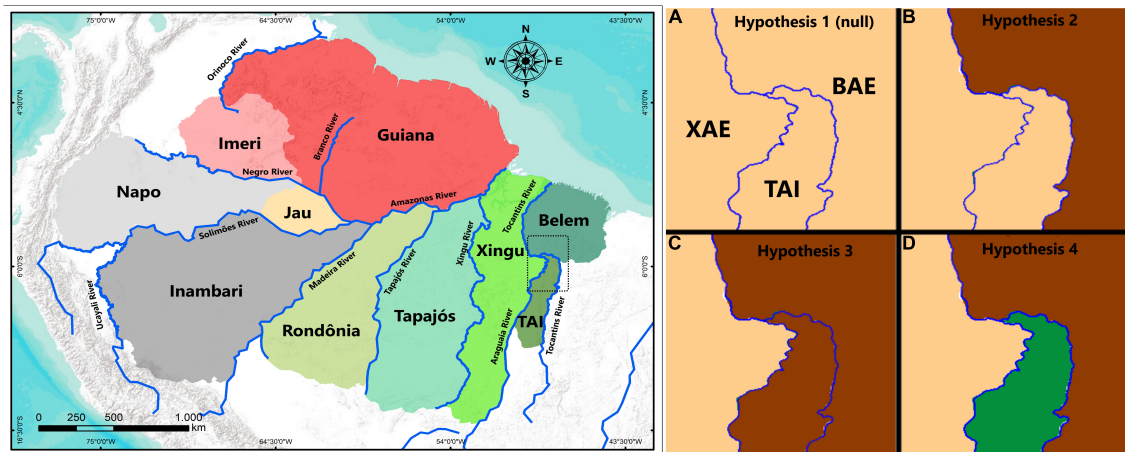 75°0'0"W
64°30'0"W
54°0'0"W
43°30'0"W
4°30'0"N
4°30'0"N
6°0'0"S
6°0'0"S
16°30'0"S
16°30'0"S
N
W E
S
Orinoco River
Imeri
Branco River
Guiana
Negro River
Napo
Jau
Amazonas River
Solimões River
Tocantins River
Belem
Xingu River
Xingu
Madeira River
Tapajós River
Inambari
Ucayali River
Rondônia
Tapajós
Araguaia River
TAI
Tocantins River
0 250 500 1.000
km
75°0'0"W
64°30'0"W
54°0'0"W
43°30'0"W
A
Hypothesis 1 (null)
BAE
XAE
TAI
B
Hypothesis 2
C
Hypothesis 3
D
Hypothesis 4